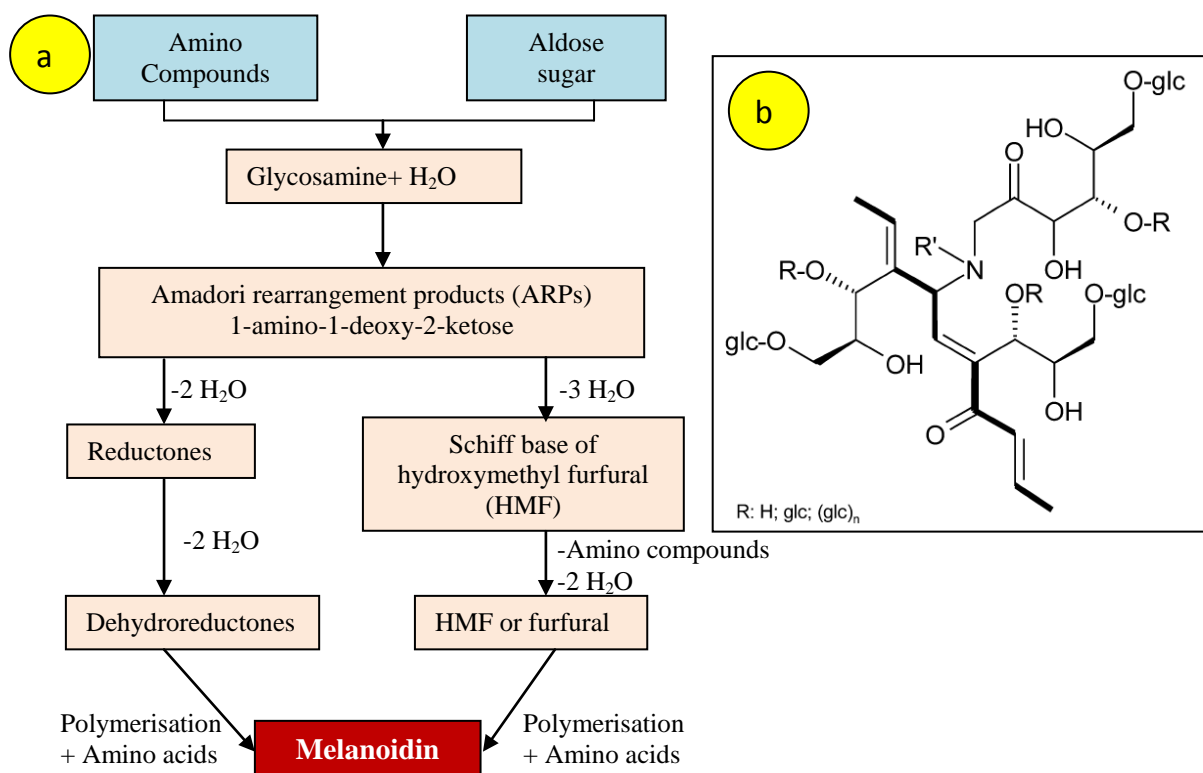 a
Amino
Compounds
Aldose
sugar
Glycosamine+ H₂O
Amadori rearrangement products (ARPs)
1-amino-1-deoxy-2-ketose
-2 H₂O
-3 H₂O
Reductones
Schiff base of
hydroxymethyl furfural
(HMF)
-2 H₂O
-Amino compounds
-2 H₂O
Dehydroreductones
HMF or furfural
Polymerisation
+ Amino acids
Melanoidin
Polymerisation
+ Amino acids
b
O-glc
HO
O
O-R
R'
N
OH
R-O
OR
O-glc
glc-O
OH
OH
O
R: H; glc; (glc)ₙ